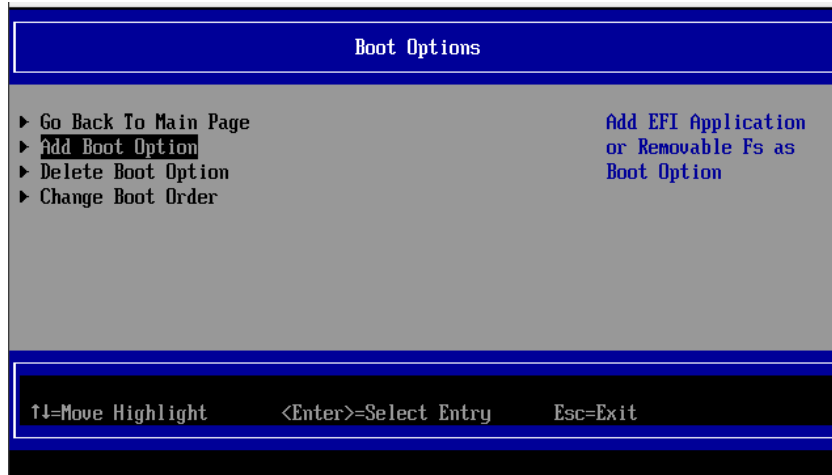 Boot Options
▶ Go Back To Main Page
▶ Add Boot Option
▶ Delete Boot Option
▶ Change Boot Order
Add EFI Application
or Removable Fs as
Boot Option
↑↓=Move Highlight <Enter>=Select Entry Esc=Exit